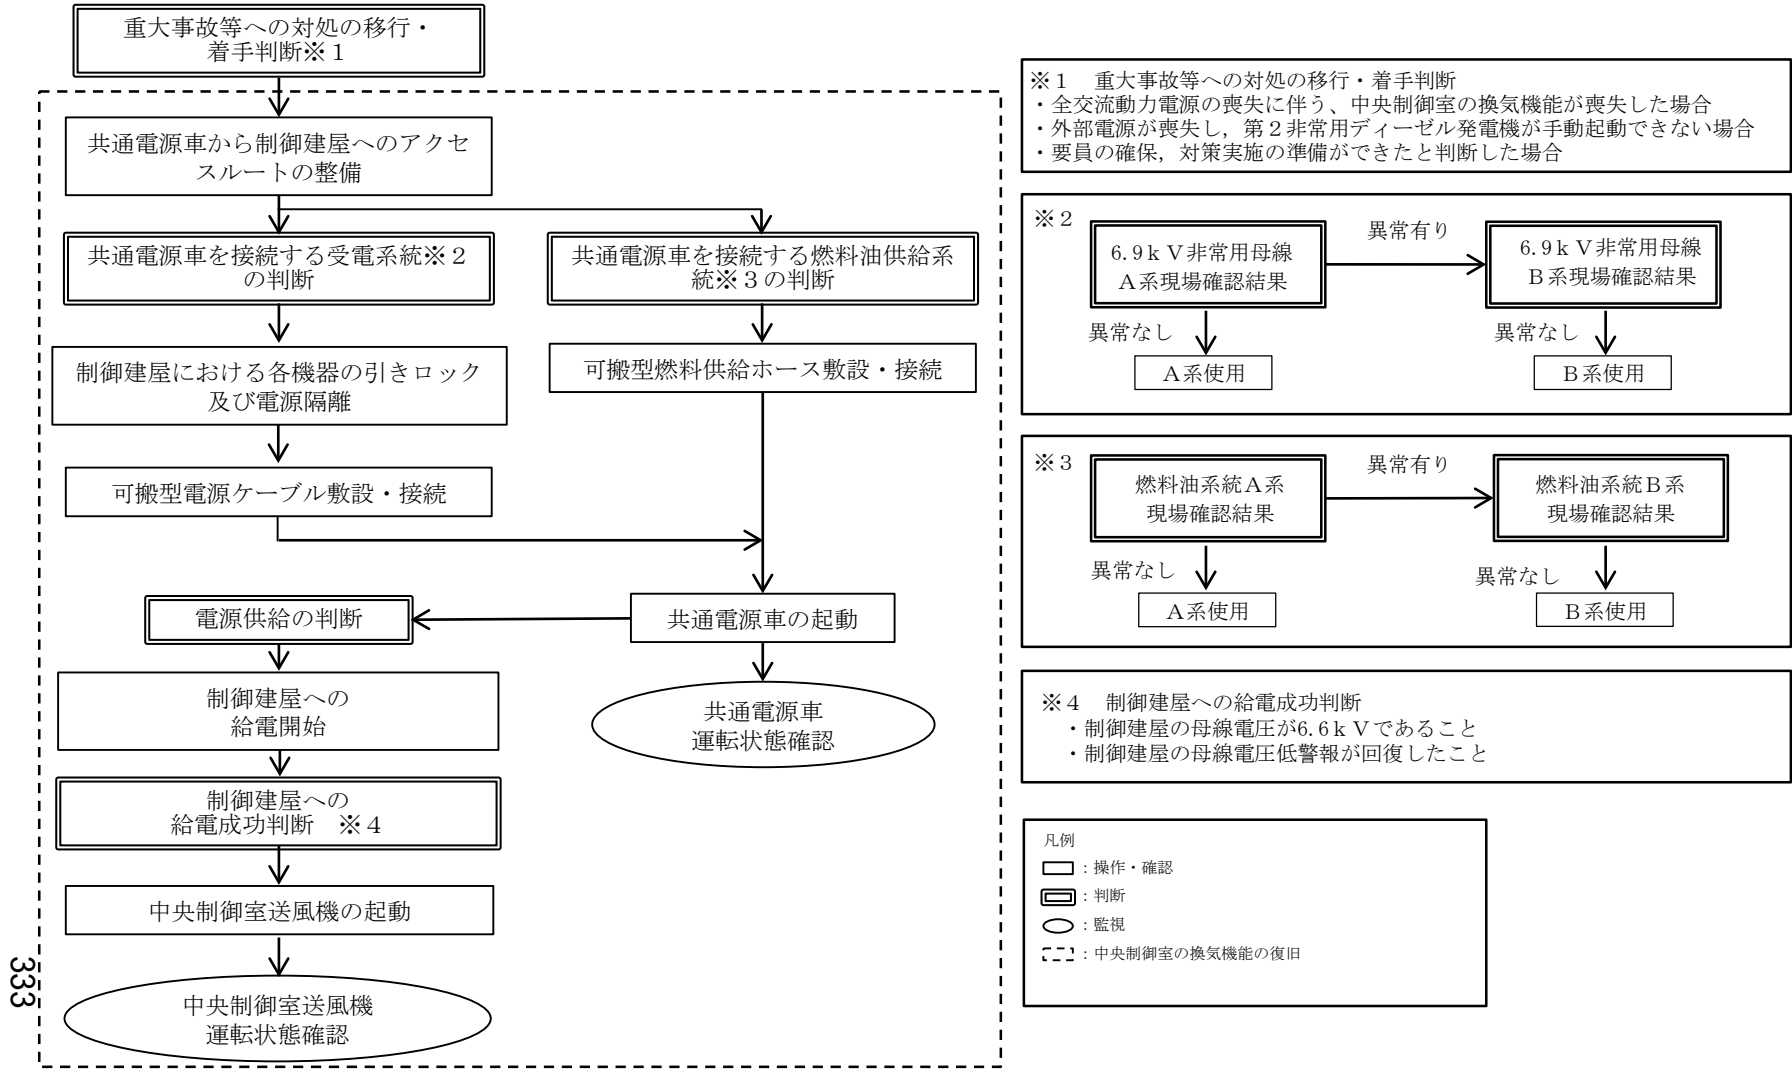 重大事故等への対処の移行・
着手判断※１
共通電源車から制御建屋へのアクセ
スルートの整備
共通電源車を接続する受電系統※２
の判断
共通電源車を接続する燃料油供給系
統※３の判断
制御建屋における各機器の引きロック
及び電源隔離
可搬型燃料供給ホース敷設・接続
可搬型電源ケーブル敷設・接続
電源供給の判断
共通電源車の起動
制御建屋への
給電開始
共通電源車
運転状態確認
制御建屋への
給電成功判断　※４
中央制御室送風機の起動
中央制御室送風機
運転状態確認
333
※１　重大事故等への対処の移行・着手判断
・全交流動力電源の喪失に伴う、中央制御室の換気機能が喪失した場合
・外部電源が喪失し，第２非常用ディーゼル発電機が手動起動できない場合
・要員の確保，対策実施の準備ができたと判断した場合
※２
6.9ｋＶ非常用母線
Ａ系現場確認結果
異常有り
6.9ｋＶ非常用母線
Ｂ系現場確認結果
異常なし
異常なし
Ａ系使用
Ｂ系使用
※３
燃料油系統Ａ系
現場確認結果
異常有り
燃料油系統Ｂ系
現場確認結果
異常なし
異常なし
Ａ系使用
Ｂ系使用
※４　制御建屋への給電成功判断
・制御建屋の母線電圧が6.6ｋＶであること
・制御建屋の母線電圧低警報が回復したこと
凡例
：操作・確認
：判断
：監視
：中央制御室の換気機能の復旧